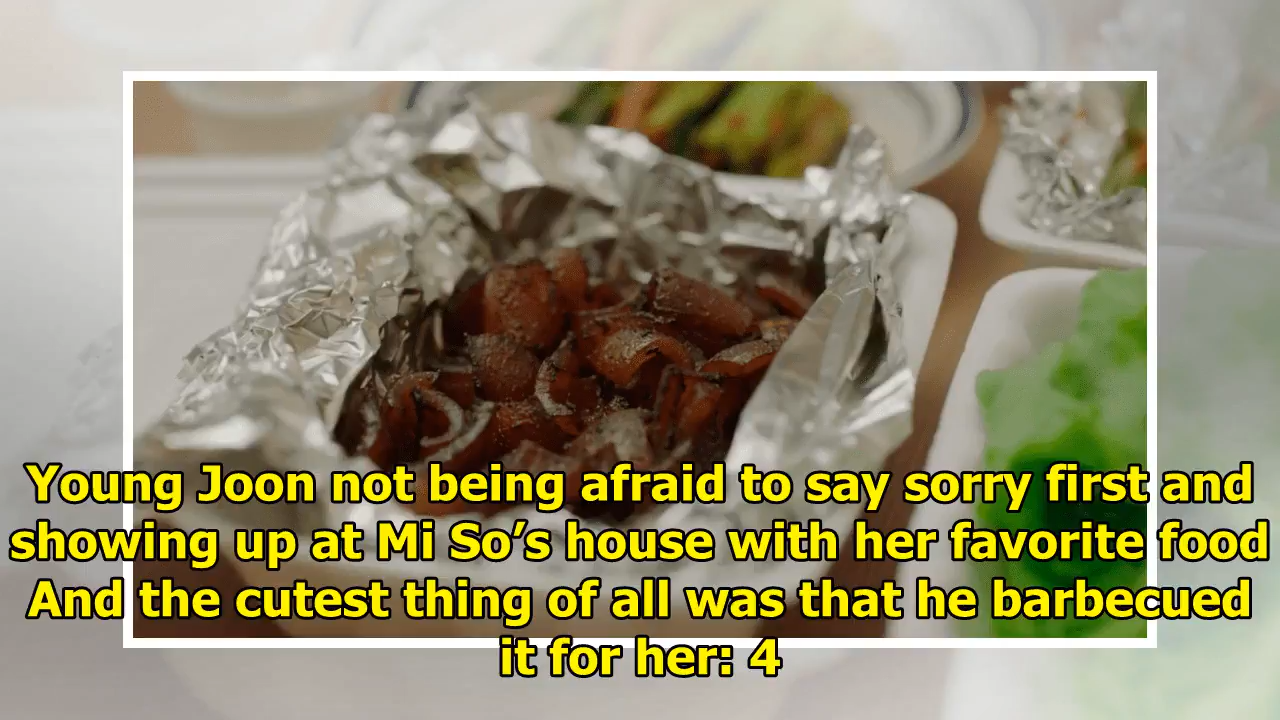 Young Joon not being afraid to say sorry first and
showing up at Mi So’s house with her favorite food
And the cutest thing of all was that he barbecued
it for her: 4